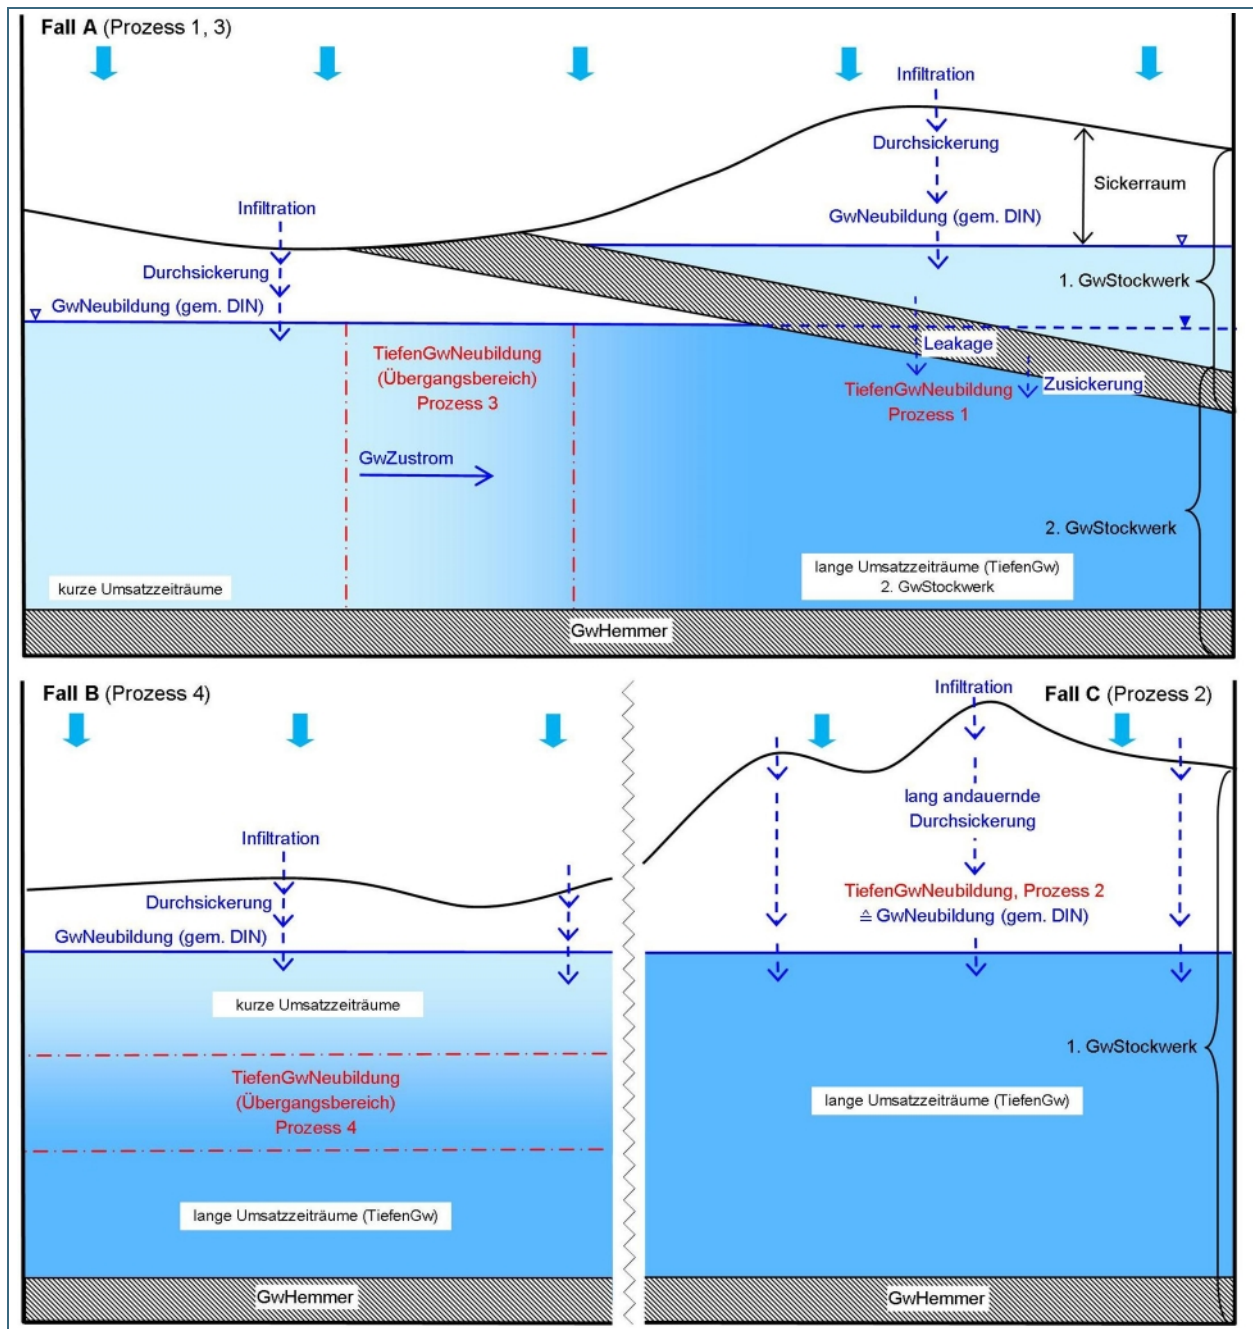 Fall A (Prozess 1, 3)
Infiltration
Durchsickerung
Sickerraum
GwNeubildung (gem. DIN)
Infiltration
Durchsickerung
GwNeubildung (gem. DIN)
1. GwStockwerk
Leakage
TiefenGwNeubildung
(Übergangsbereich)
Prozess 3
TiefenGwNeubildung
Prozess 1
Zusickerung
GwZustrom
2. GwStockwerk
kurze Umsatzzeiträume
lange Umsatzzeiträume (TiefenGw)
2. GwStockwerk
GwHemmer
Fall B (Prozess 4)
Infiltration
Durchsickerung
GwNeubildung (gem. DIN)
kurze Umsatzzeiträume
TiefenGwNeubildung
(Übergangsbereich)
Prozess 4
lange Umsatzzeiträume (TiefenGw)
GwHemmer
Infiltration
Fall C (Prozess 2)
lang andauernde
Durchsickerung
TiefenGwNeubildung, Prozess 2
≙ GwNeubildung (gem. DIN)
1. GwStockwerk
lange Umsatzzeiträume (TiefenGw)
GwHemmer